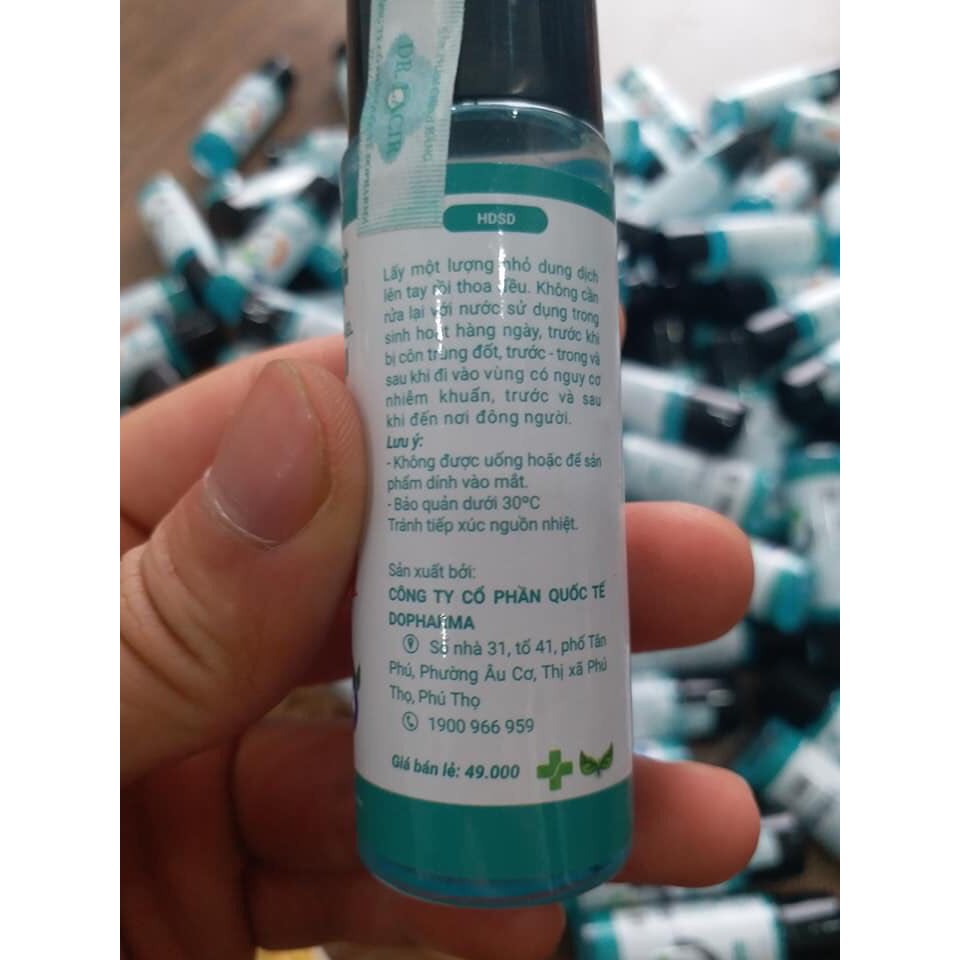 DR. ACIR
HDSD
Lấy một lượng nhỏ dung dịch
lên tay rồi thoa đều. Không cần
rửa lại với nước sử dụng trong
sinh hoạt hàng ngày, trước khi
bị côn trùng đốt, trước - trong và
sau khi đi vào vùng có nguy cơ
nhiễm khuẩn, trước và sau
khi đến nơi đông người.
Lưu ý:
- Không được uống hoặc để sản
phẩm dính vào mắt.
- Bảo quản dưới 30°C
Tránh tiếp xúc nguồn nhiệt.
Sản xuất bởi:
CÔNG TY CỔ PHẦN QUỐC TẾ
DOPHARMA
Số nhà 31, tổ 41, phố Tân
Phú, Phường Âu Cơ, Thị xã Phú
Thọ, Phú Thọ
1900 966 959
Giá bán lẻ: 49.000